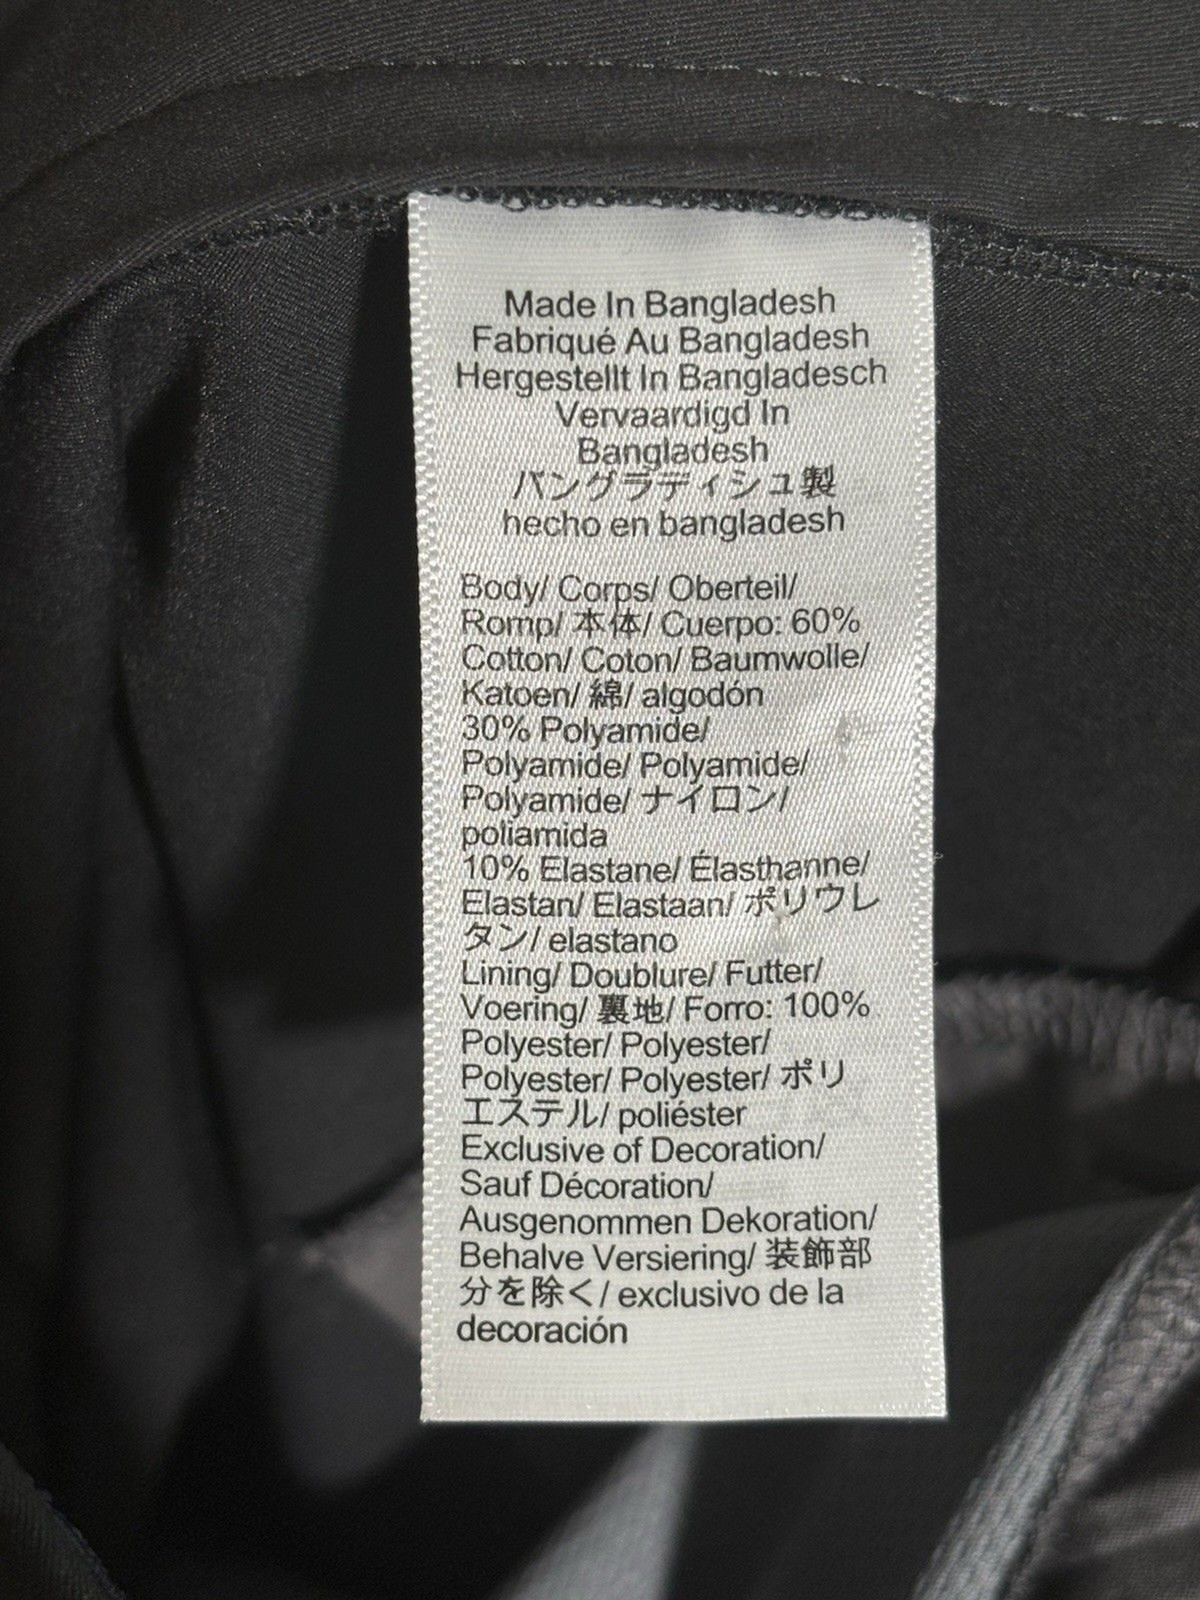 Made In Bangladesh
Fabriqué Au Bangladesh
Hergestellt In Bangladesch
Vervaardigd In
Bangladesh
バングラディシュ製
hecho en bangladesh
Body/ Corps/ Oberteil/
Romp/ 本体/ Cuerpo: 60%
Cotton/ Coton/ Baumwolle/
Katoen/ 綿/ algodón
30% Polyamide/
Polyamide/ Polyamide/
Polyamide/ ナイロン/
poliamida
10% Elastane/ Élasthanne/
Elastan/ Elastaan/ ポリウレ
タン/ elastano
Lining/ Doublure/ Futter/
Voering/ 裏地/ Forro: 100%
Polyester/ Polyester/
Polyester/ Polyester/ ポリ
エステル/ poliéster
Exclusive of Decoration/
Sauf Décoration/
Ausgenommen Dekoration/
Behalve Versiering/ 装飾部
分を除く/ exclusivo de la
decoración